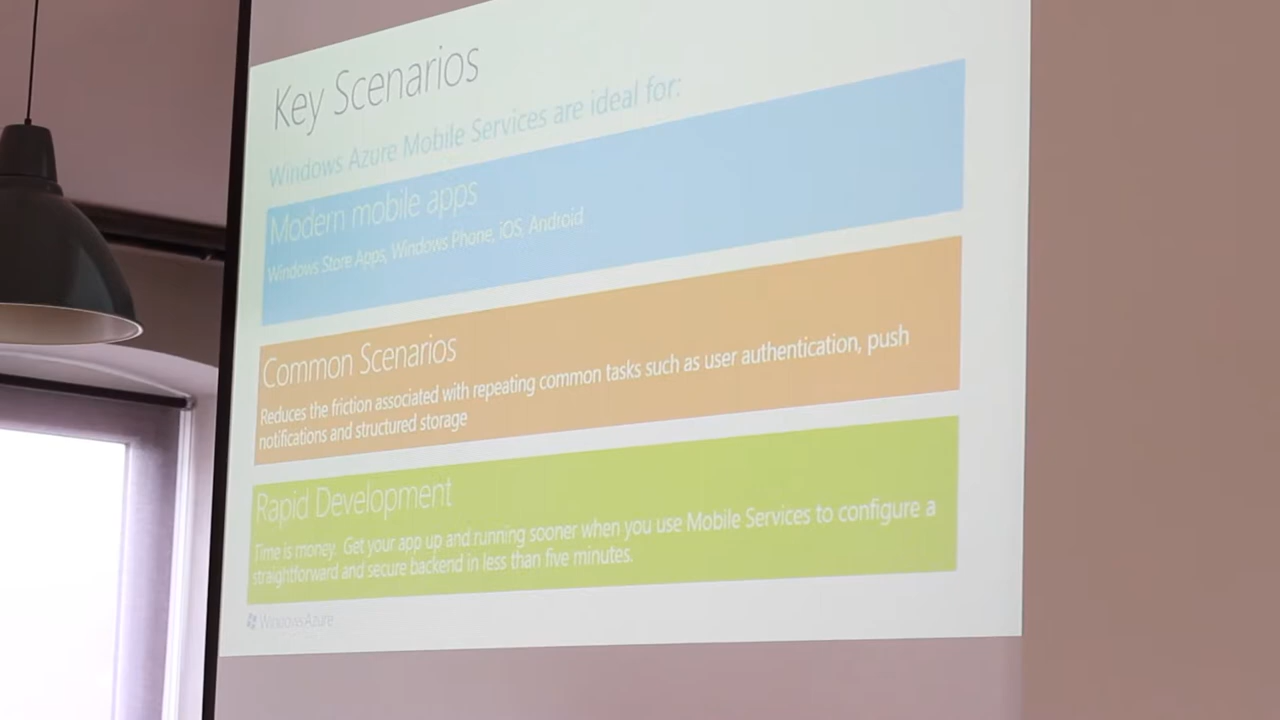 Key Scenarios
Windows Azure Mobile Services are ideal for:
Modern mobile apps
Windows Store Apps, Windows Phone, iOS, Android
Common Scenarios
Reduces the friction associated with repeating common tasks such as user authentication, push
notifications and structured storage
Rapid Development
Time is money. Get your app up and running sooner when you use Mobile Services to configure a
straightforward and secure backend in less than five minutes.
Windows Azure